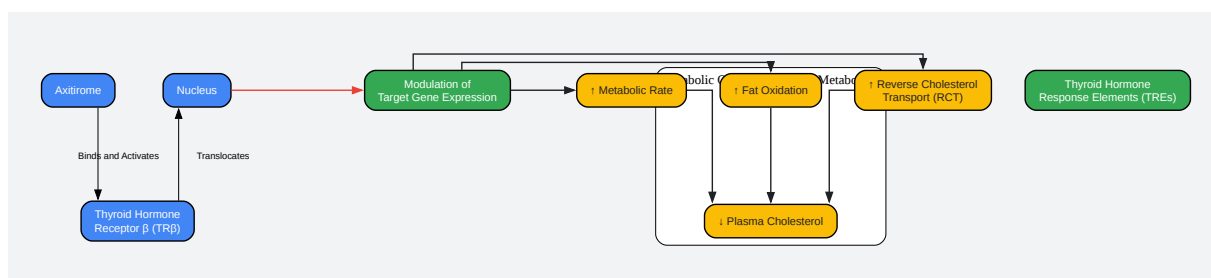 Axitirome
Nucleus
Modulation of
Target Gene Expression
↑ Metabolic Rate
↑ Fat Oxidation
↑ Reverse Cholesterol
Transport (RCT)
Thyroid Hormone
Response Elements (TREs)
Binds and Activates
Translocates
Thyroid Hormone
Receptor β (TRβ)
↓ Plasma Cholesterol